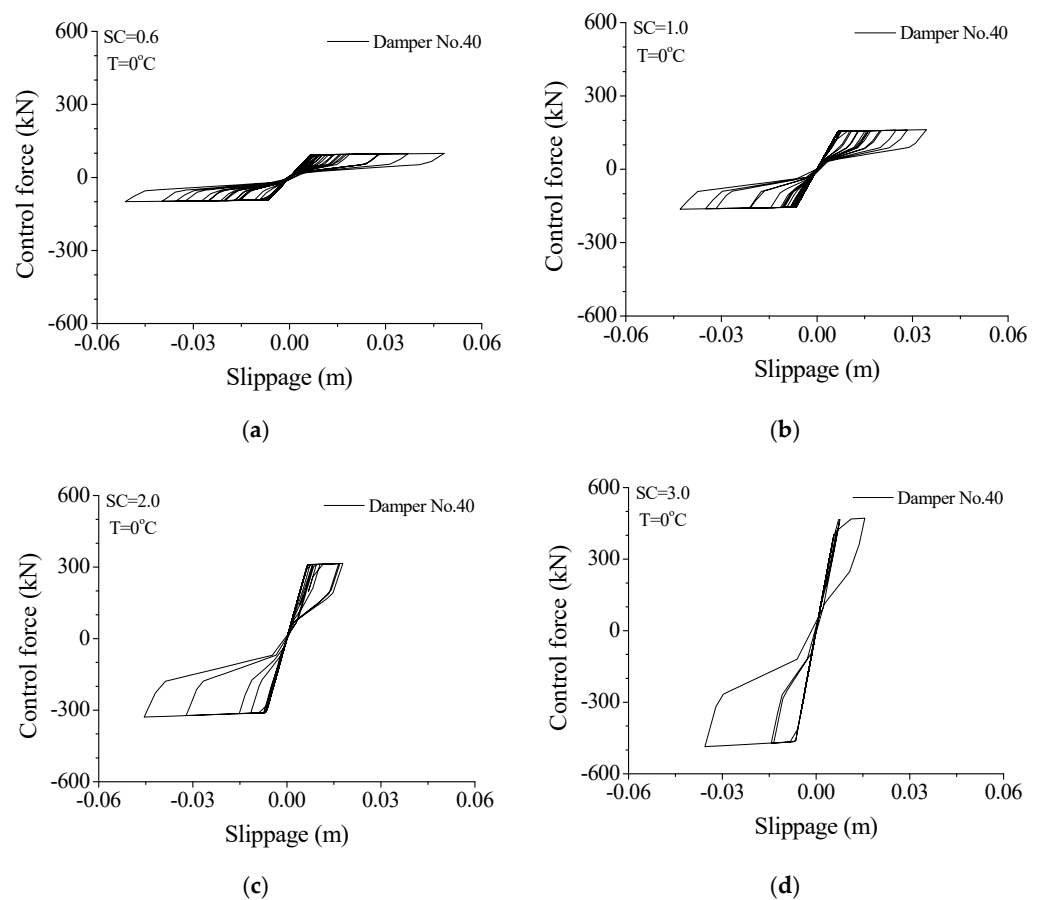 SC=0.6
T=0°C
Damper No.40
600
300
0
-300
-600
-0.06
-0.03
0.00
0.03
0.06
Control force (kN)
Slippage (m)
(a)
SC=1.0
T=0°C
Damper No.40
600
300
0
-300
-600
-0.06
-0.03
0.00
0.03
0.06
Control force (kN)
Slippage (m)
(b)
SC=2.0
T=0°C
Damper No.40
600
300
0
-300
-600
-0.06
-0.03
0.00
0.03
0.06
Control force (kN)
Slippage (m)
(c)
SC=3.0
T=0°C
Damper No.40
600
300
0
-300
-600
-0.06
-0.03
0.00
0.03
0.06
Control force (kN)
Slippage (m)
(d)